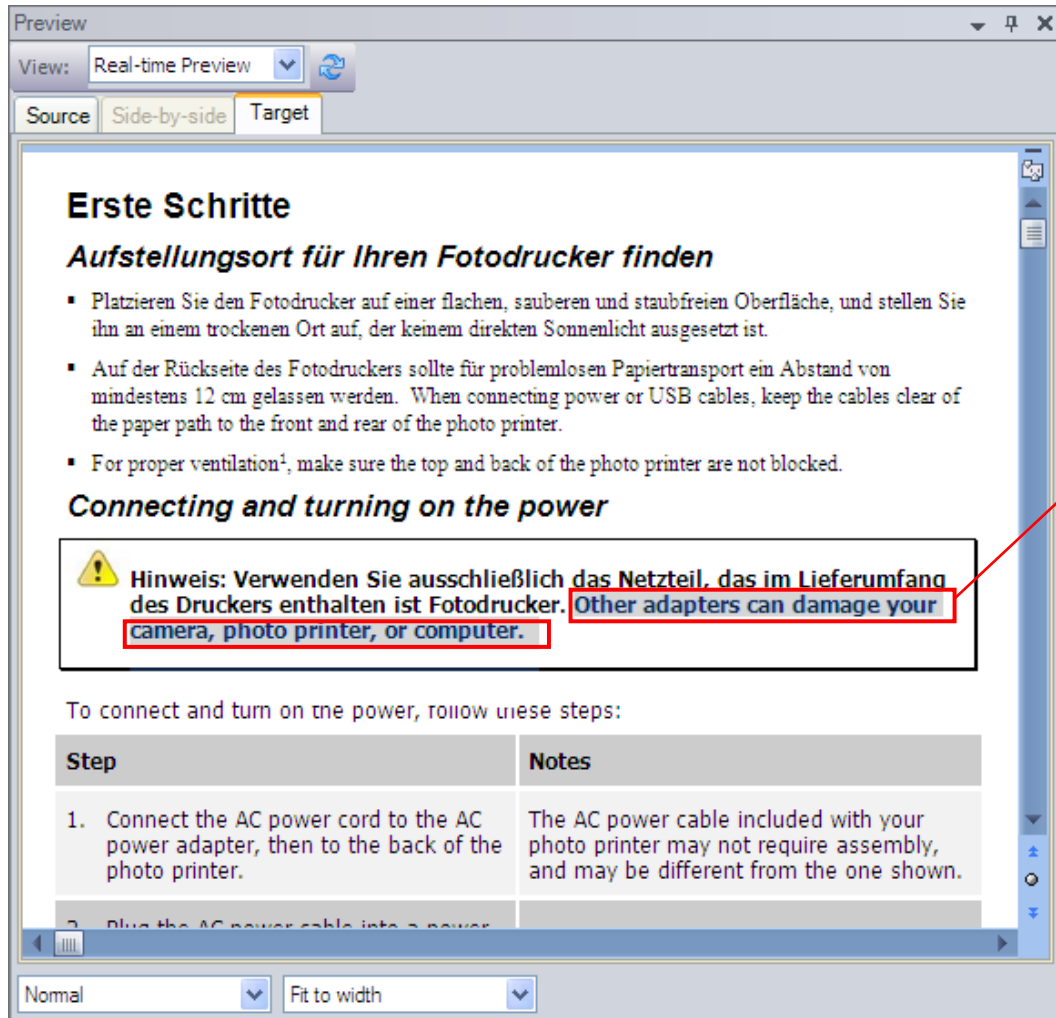 Preview
View: Real-time Preview
Source Side-by-side Target
Erste Schritte
Aufstellungsort für Ihren Fotodrucker finden
▪ Platzieren Sie den Fotodrucker auf einer flachen, sauberen und staubfreien Oberfläche, und stellen Sie
ihn an einem trockenen Ort auf, der keinem direkten Sonnenlicht ausgesetzt ist.
▪ Auf der Rückseite des Fotodruckers sollte für problemlosen Papiertransport ein Abstand von
mindestens 12 cm gelassen werden. When connecting power or USB cables, keep the cables clear of
the paper path to the front and rear of the photo printer.
▪ For proper ventilation¹, make sure the top and back of the photo printer are not blocked.
Connecting and turning on the power
Hinweis: Verwenden Sie ausschließlich das Netzteil, das im Lieferumfang
des Druckers enthalten ist Fotodrucker. Other adapters can damage your
camera, photo printer, or computer.
To connect and turn on the power, follow these steps:
Step Notes
1. Connect the AC power cord to the AC The AC power cable included with your
power adapter, then to the back of the photo printer may not require assembly,
photo printer. and may be different from the one shown.
2. Plug the AC power cable into a power
Normal Fit to width